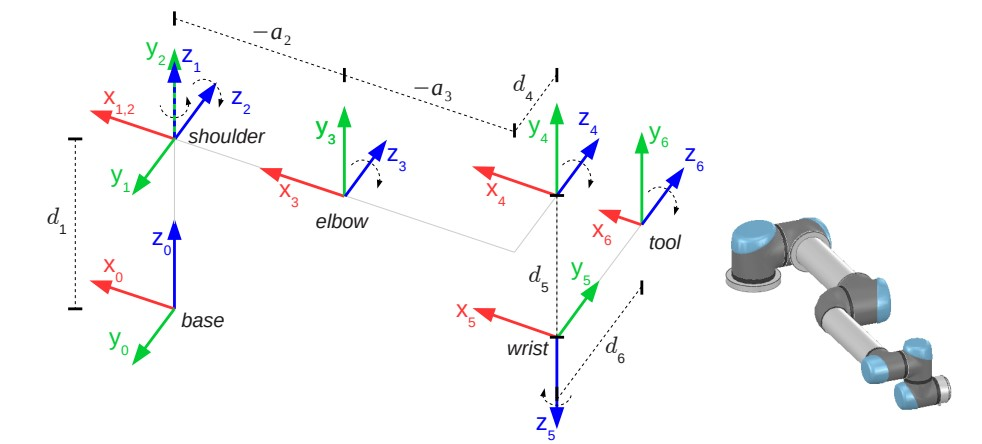 −a₂
−a₃
d₄
y₂
z₁
z₂
x₁,₂
shoulder
y₁
y₃
z₃
x₃
elbow
y₄
z₄
x₄
y₆
z₆
x₆
tool
d₁
z₀
x₀
y₀
base
d₅
y₅
x₅
wrist
d₆
z₅